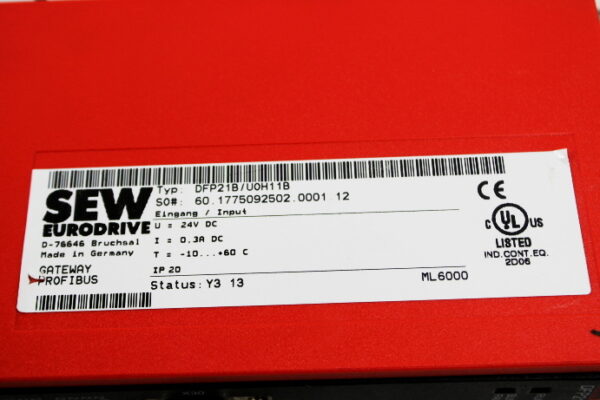 SEW
EURODRIVE
D-76646 Bruchsal
Made in Germany
GATEWAY
PROFIBUS
Typ: DFP21B/UOH11B
SO#: 60.1775092502.0001.12
Eingang / Input
U = 24V DC
I = 0.3A DC
T = -10...+60 C
IP 20
Status: Y3 13
ML6000
CE
C UL US
LISTED
IND.CONT.EQ.
2D06